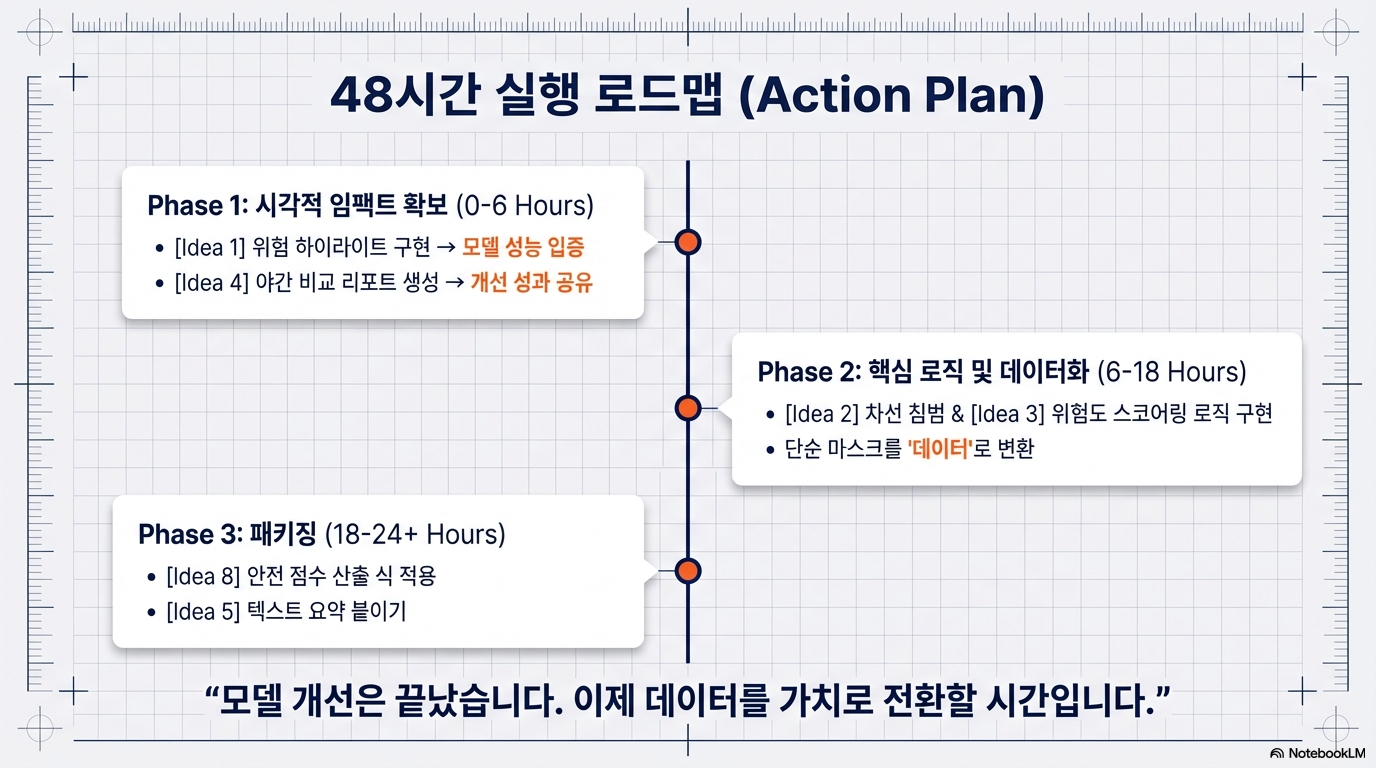 48시간 실행 로드맵 (Action Plan)
Phase 1: 시각적 임팩트 확보 (0-6 Hours)
• [Idea 1] 위험 하이라이트 구현 → 모델 성능 입증
• [Idea 4] 야간 비교 리포트 생성 → 개선 성과 공유
Phase 2: 핵심 로직 및 데이터화 (6-18 Hours)
• [Idea 2] 차선 침범 & [Idea 3] 위험도 스코어링 로직 구현
• 단순 마스크를 '데이터'로 변환
Phase 3: 패키징 (18-24+ Hours)
• [Idea 8] 안전 점수 산출 식 적용
• [Idea 5] 텍스트 요약 붙이기
“모델 개선은 끝났습니다. 이제 데이터를 가치로 전환할 시간입니다.”
NotebookLM